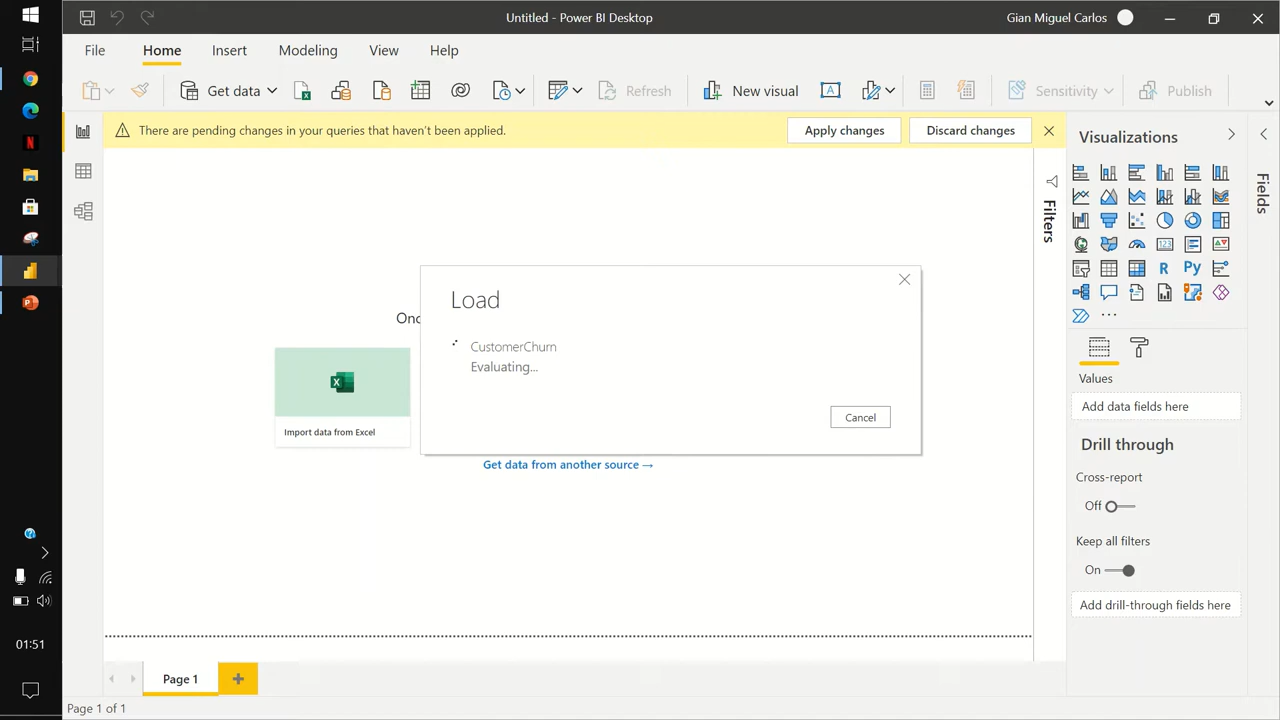 Untitled - Power BI Desktop
Gian Miguel Carlos
File
Home
Insert
Modeling
View
Help
Get data
Refresh
New visual
Sensitivity
Publish
There are pending changes in your queries that haven't been applied.
Apply changes
Discard changes
Visualizations
Fields
Filters
123
R
Py
Load
CustomerChurn
Evaluating...
Cancel
Onc
Import data from Excel
Get data from another source →
Values
Add data fields here
Drill through
Cross-report
Off
Keep all filters
On
Add drill-through fields here
01:51
Page 1
Page 1 of 1